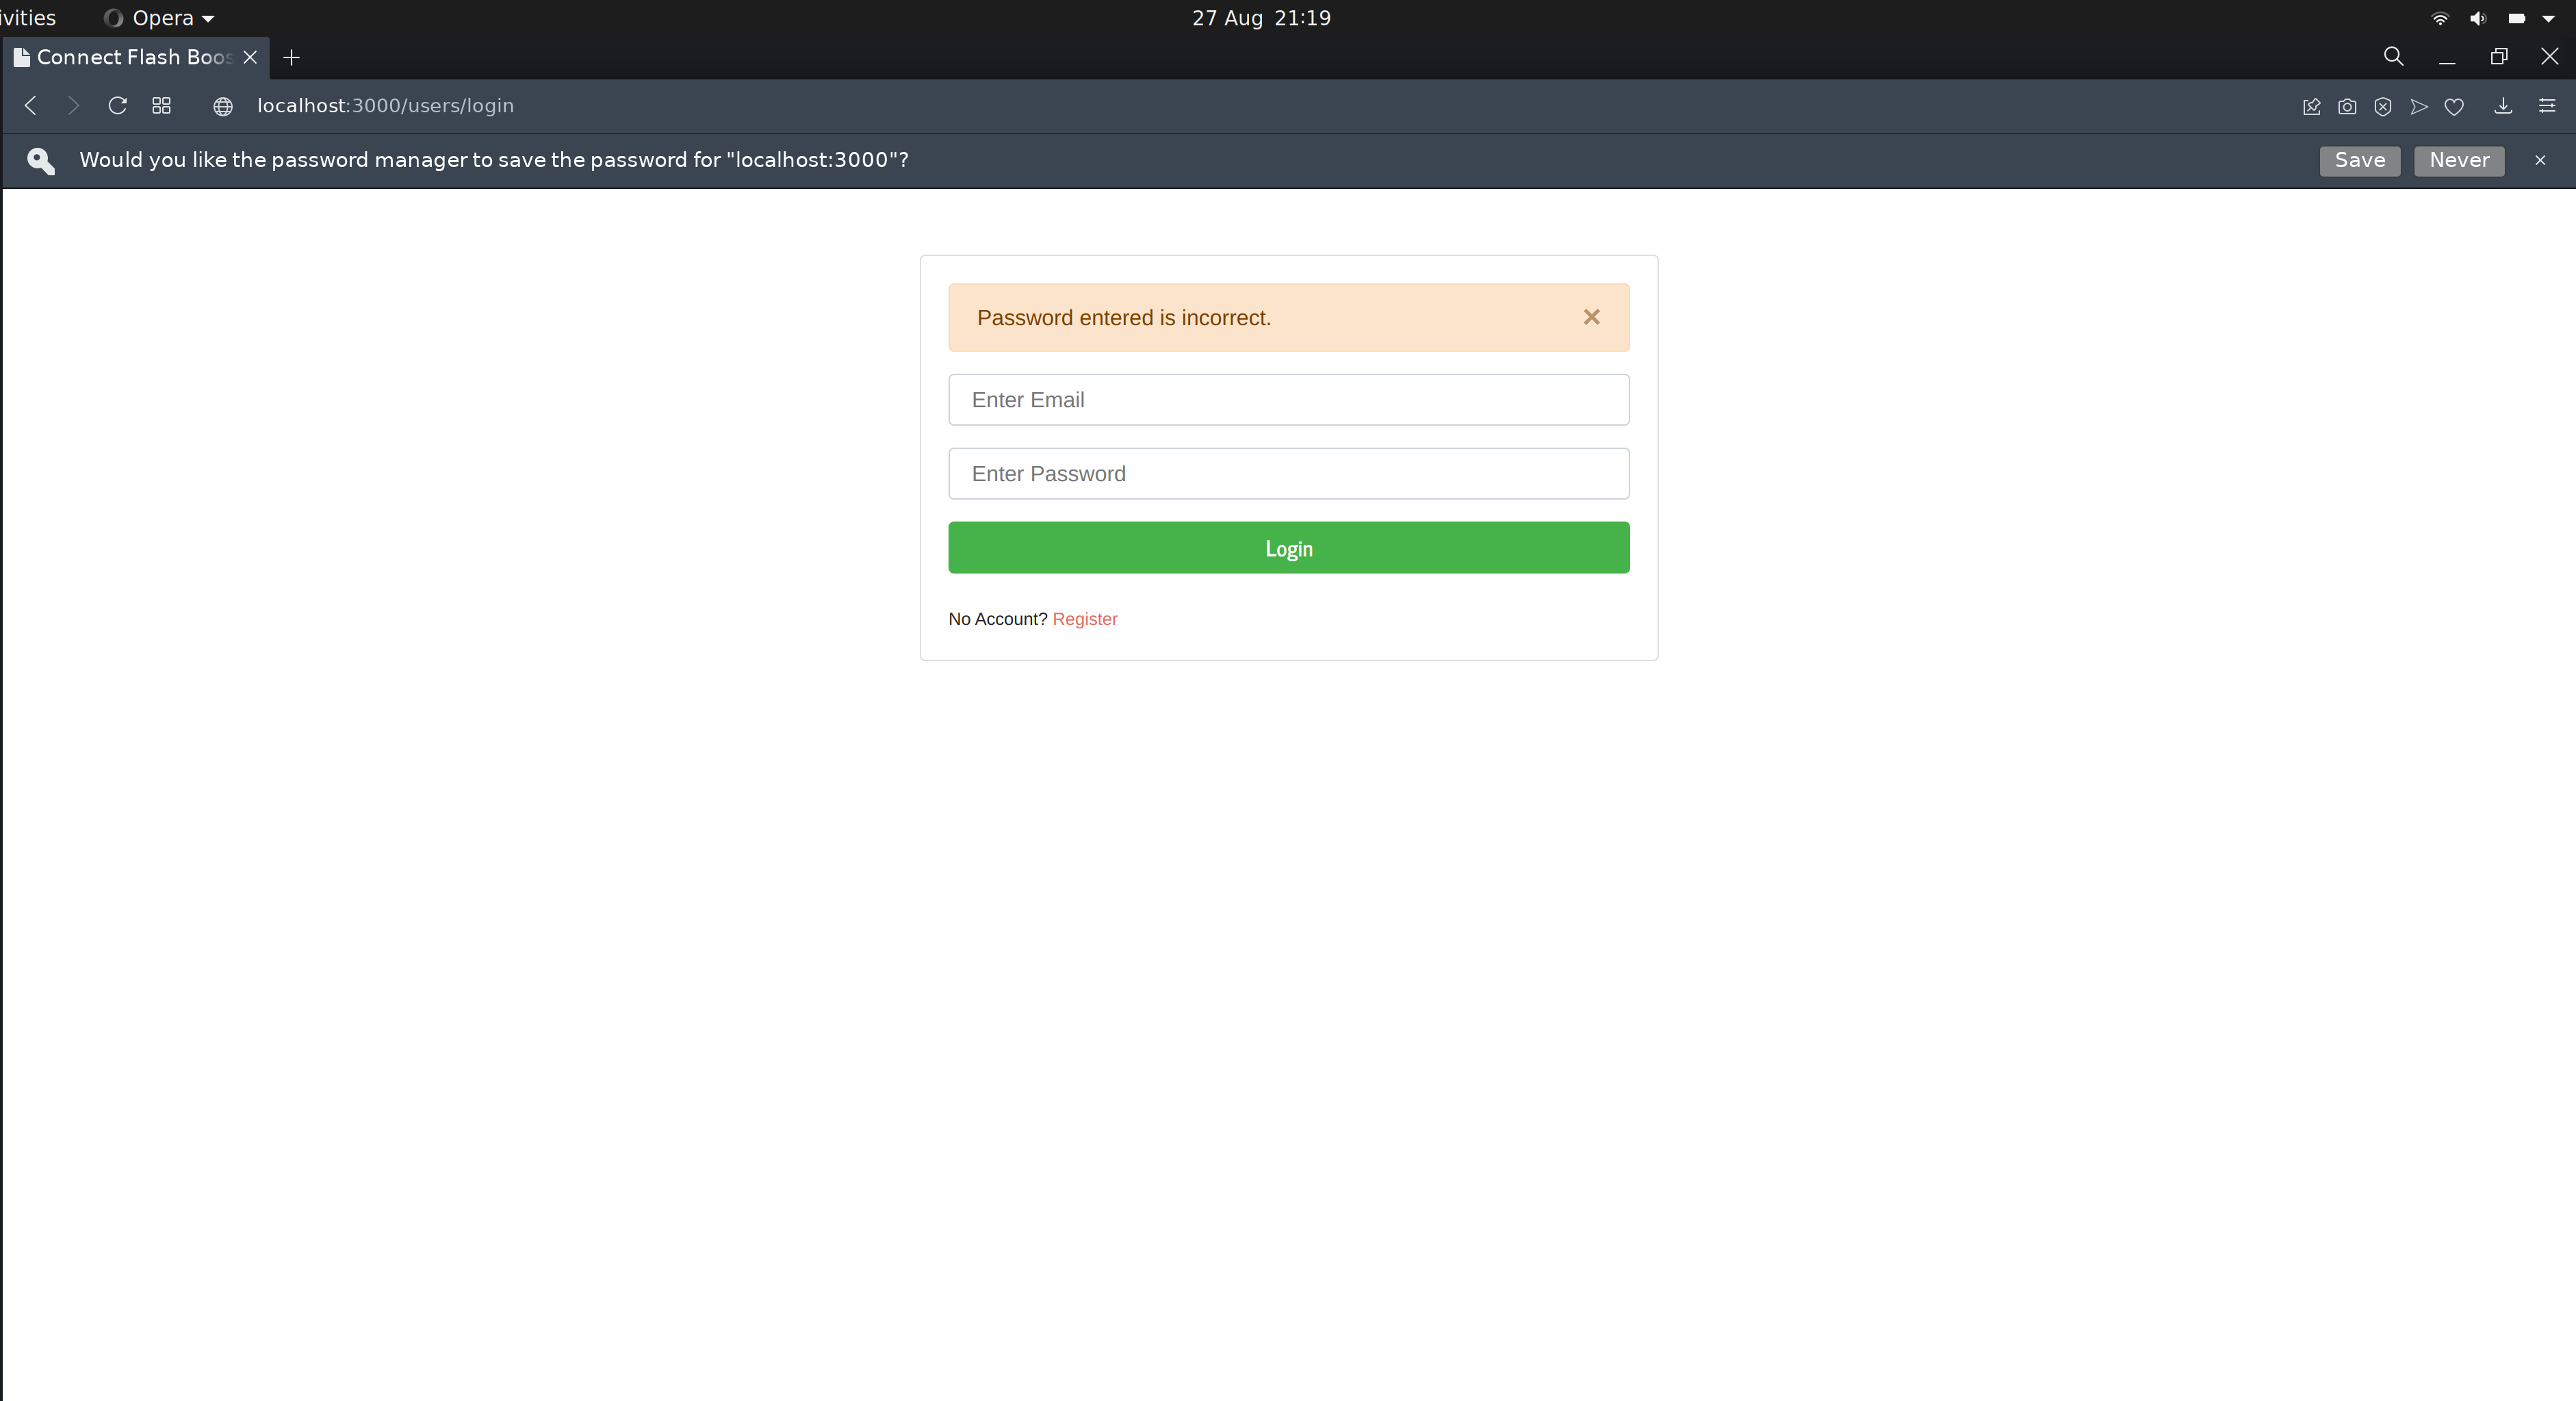 ivities Opera 27 Aug 21:19
Connect Flash Boos
localhost:3000/users/login
Would you like the password manager to save the password for "localhost:3000"? Save Never
Password entered is incorrect.
Enter Email
Enter Password
Login
No Account? Register